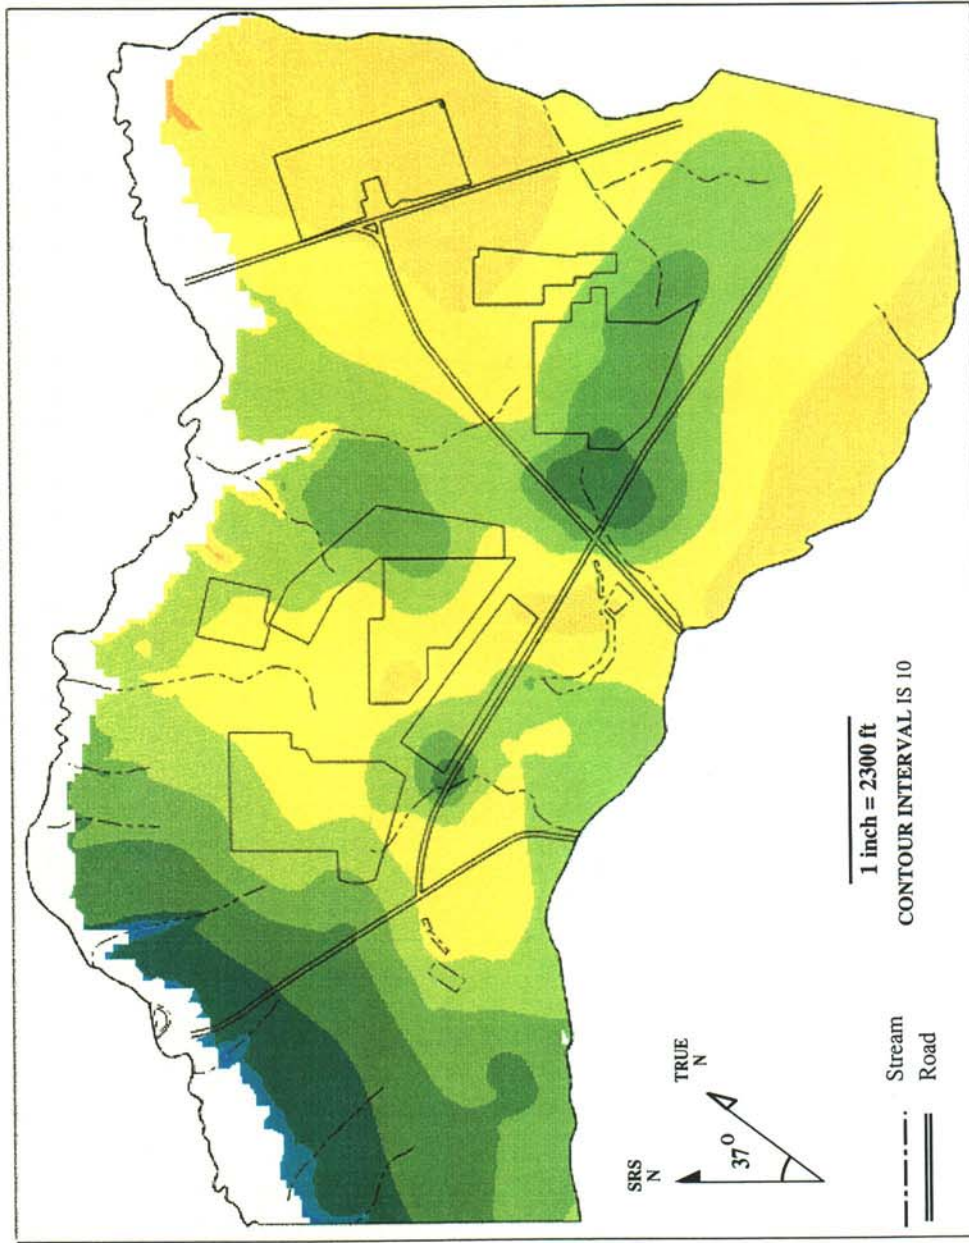 1 inch = 2300 ft
CONTOUR INTERVAL IS 10
SRS
N
TRUE
N
37°
Stream
Road